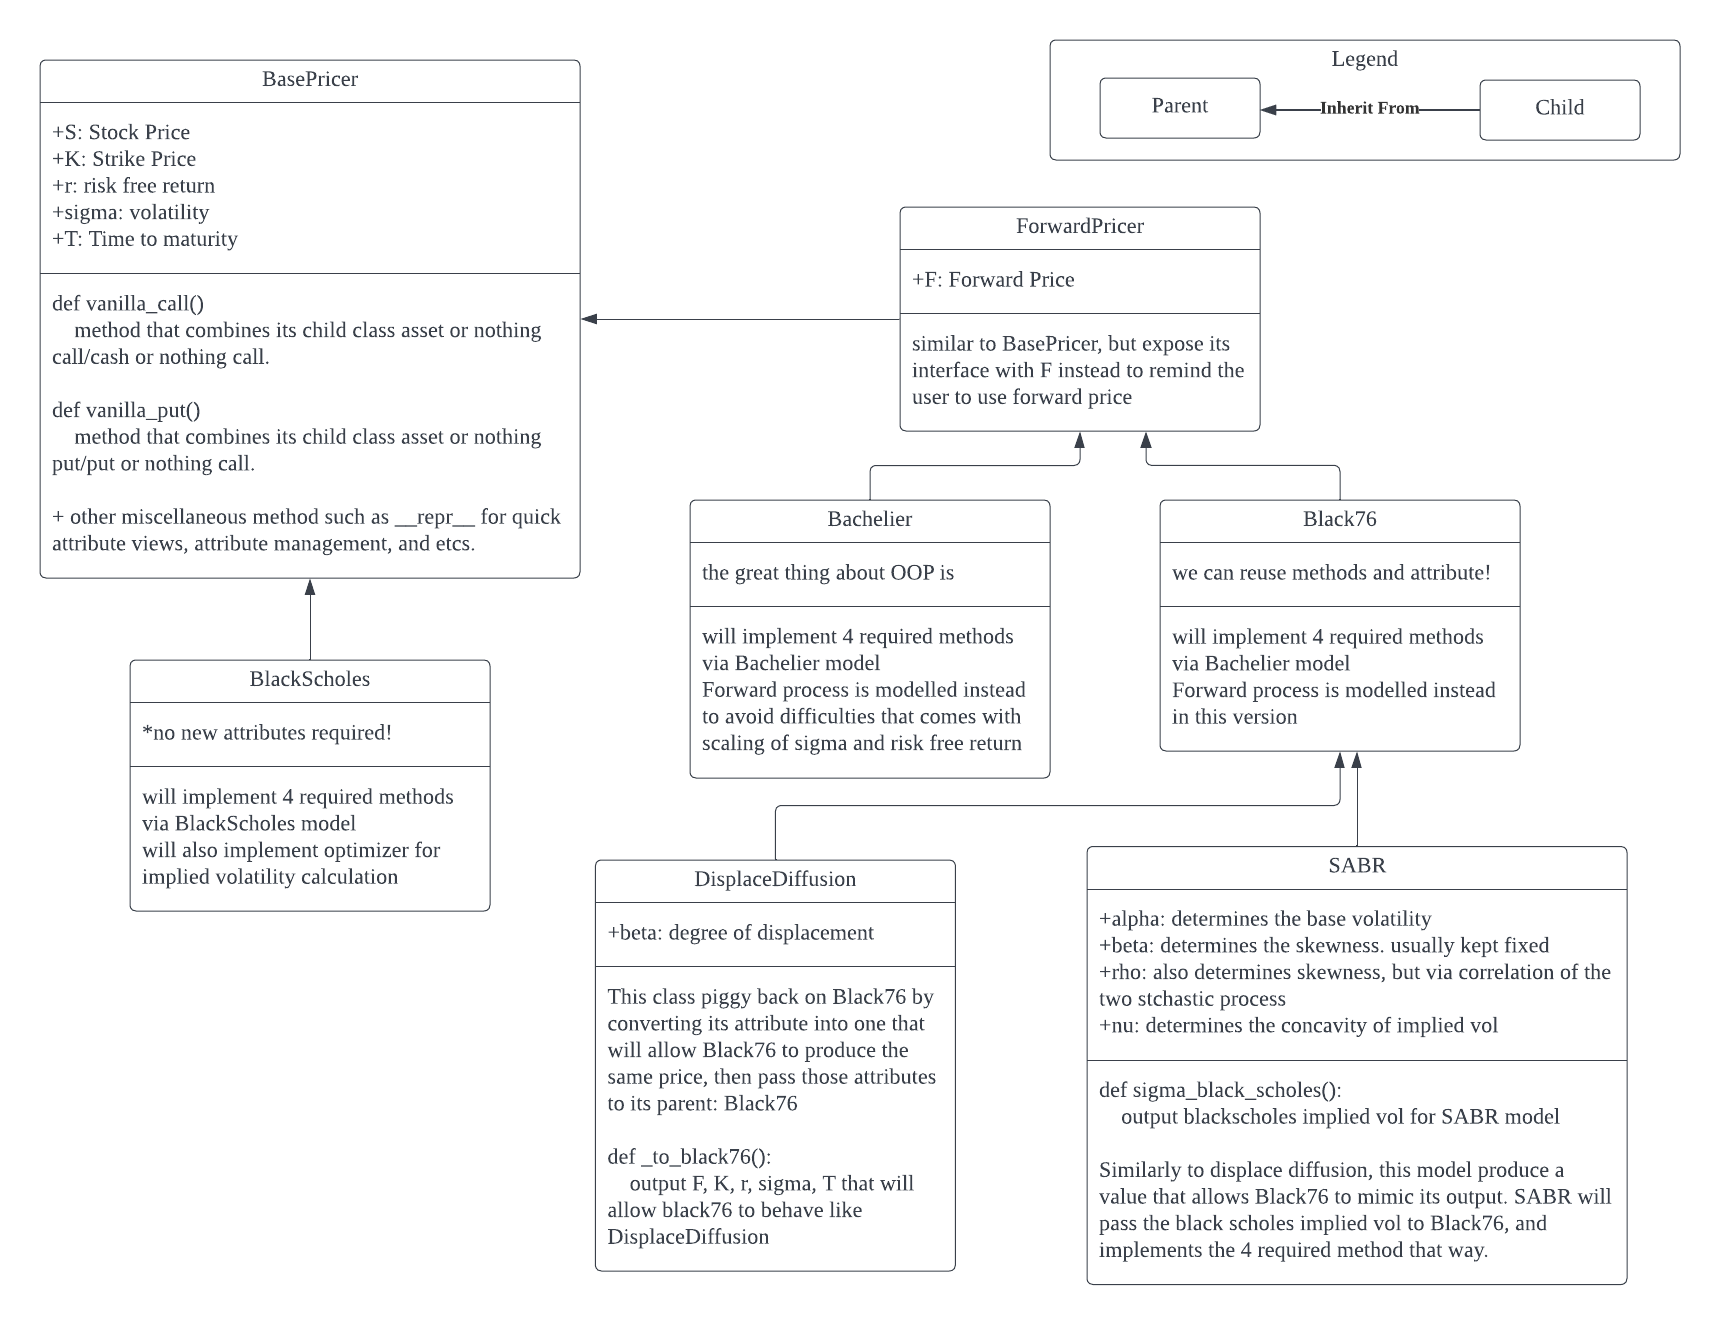 BasePricer
+S: Stock Price
+K: Strike Price
+r: risk free return
+sigma: volatility
+T: Time to maturity
def vanilla_call()
method that combines its child class asset or nothing
call/cash or nothing call.
def vanilla_put()
method that combines its child class asset or nothing
put/put or nothing call.
+ other miscellaneous method such as __repr__ for quick
attribute views, attribute management, and etcs.
Legend
Parent
Inherit From
Child
ForwardPricer
+F: Forward Price
similar to BasePricer, but expose its
interface with F instead to remind the
user to use forward price
Bachelier
the great thing about OOP is
will implement 4 required methods
via Bachelier model
Forward process is modelled instead
to avoid difficulties that comes with
scaling of sigma and risk free return
Black76
we can reuse methods and attribute!
will implement 4 required methods
via Bachelier model
Forward process is modelled instead
in this version
BlackScholes
*no new attributes required!
will implement 4 required methods
via BlackScholes model
will also implement optimizer for
implied volatility calculation
DisplaceDiffusion
+beta: degree of displacement
This class piggy back on Black76 by
converting its attribute into one that
will allow Black76 to produce the
same price, then pass those attributes
to its parent: Black76
def _to_black76():
output F, K, r, sigma, T that will
allow black76 to behave like
DisplaceDiffusion
SABR
+alpha: determines the base volatility
+beta: determines the skewness. usually kept fixed
+rho: also determines skewness, but via correlation of the
two stchastic process
+nu: determines the concavity of implied vol
def sigma_black_scholes():
output blackscholes implied vol for SABR model
Similarly to displace diffusion, this model produce a
value that allows Black76 to mimic its output. SABR will
pass the black scholes implied vol to Black76, and
implements the 4 required method that way.